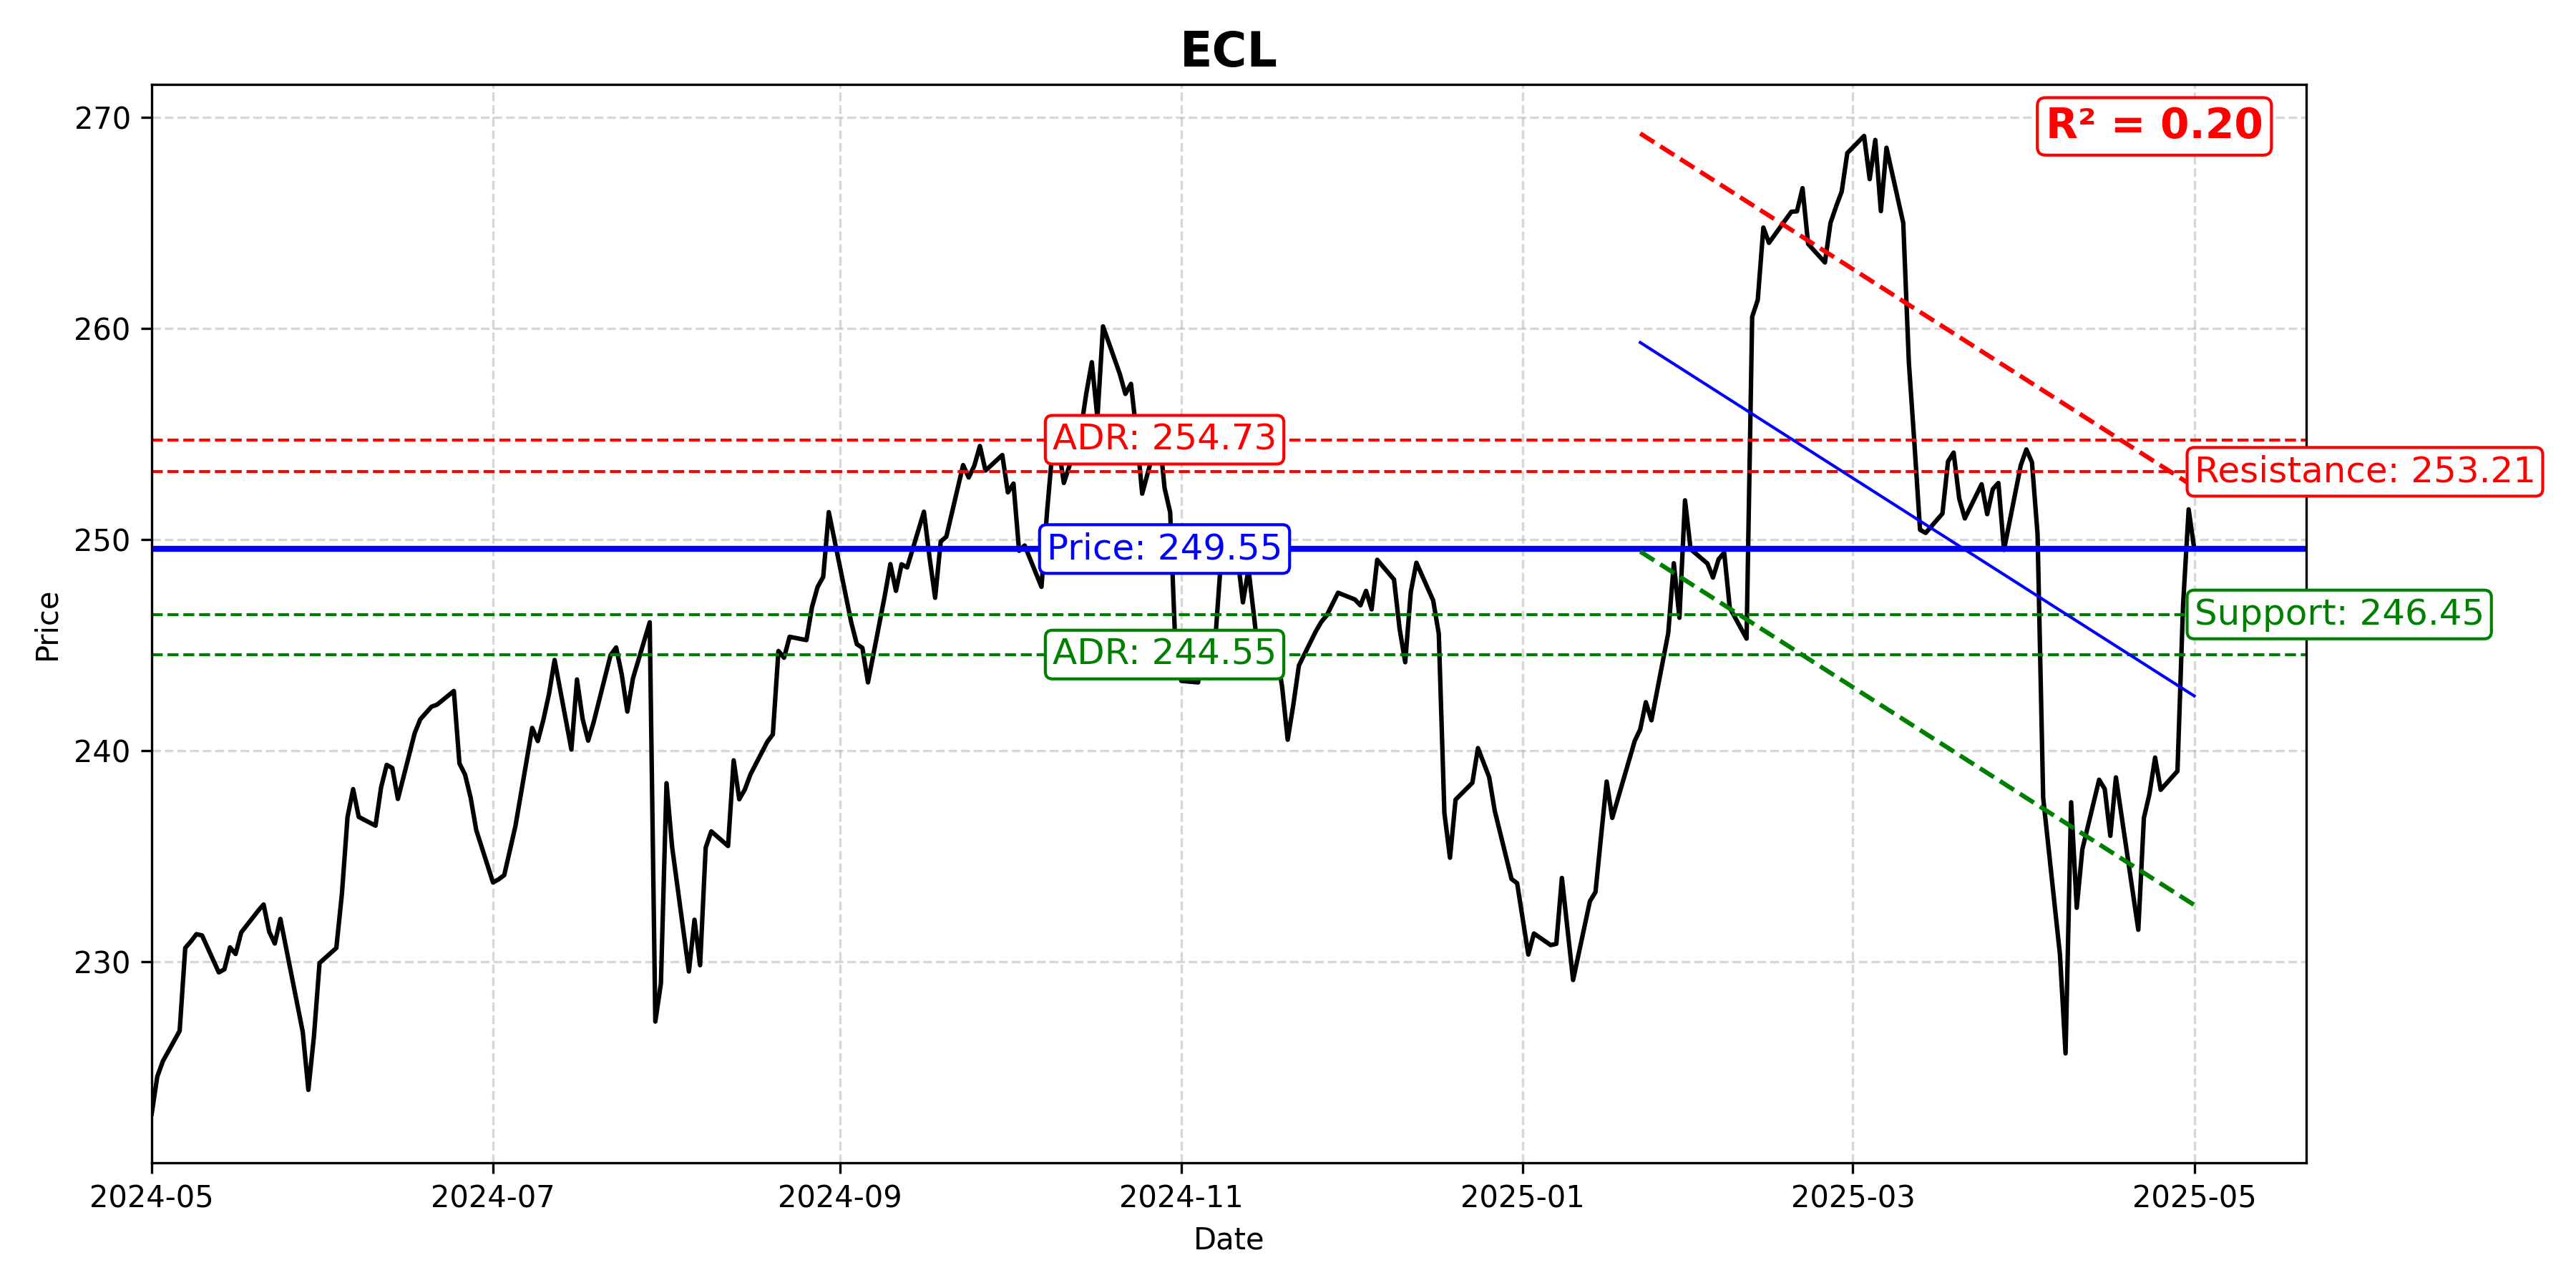 ECL
R² = 0.20
270
260
250
240
230
Price
ADR: 254.73
Resistance: 253.21
Price: 249.55
Support: 246.45
ADR: 244.55
2024-05
2024-07
2024-09
2024-11
2025-01
2025-03
2025-05
Date